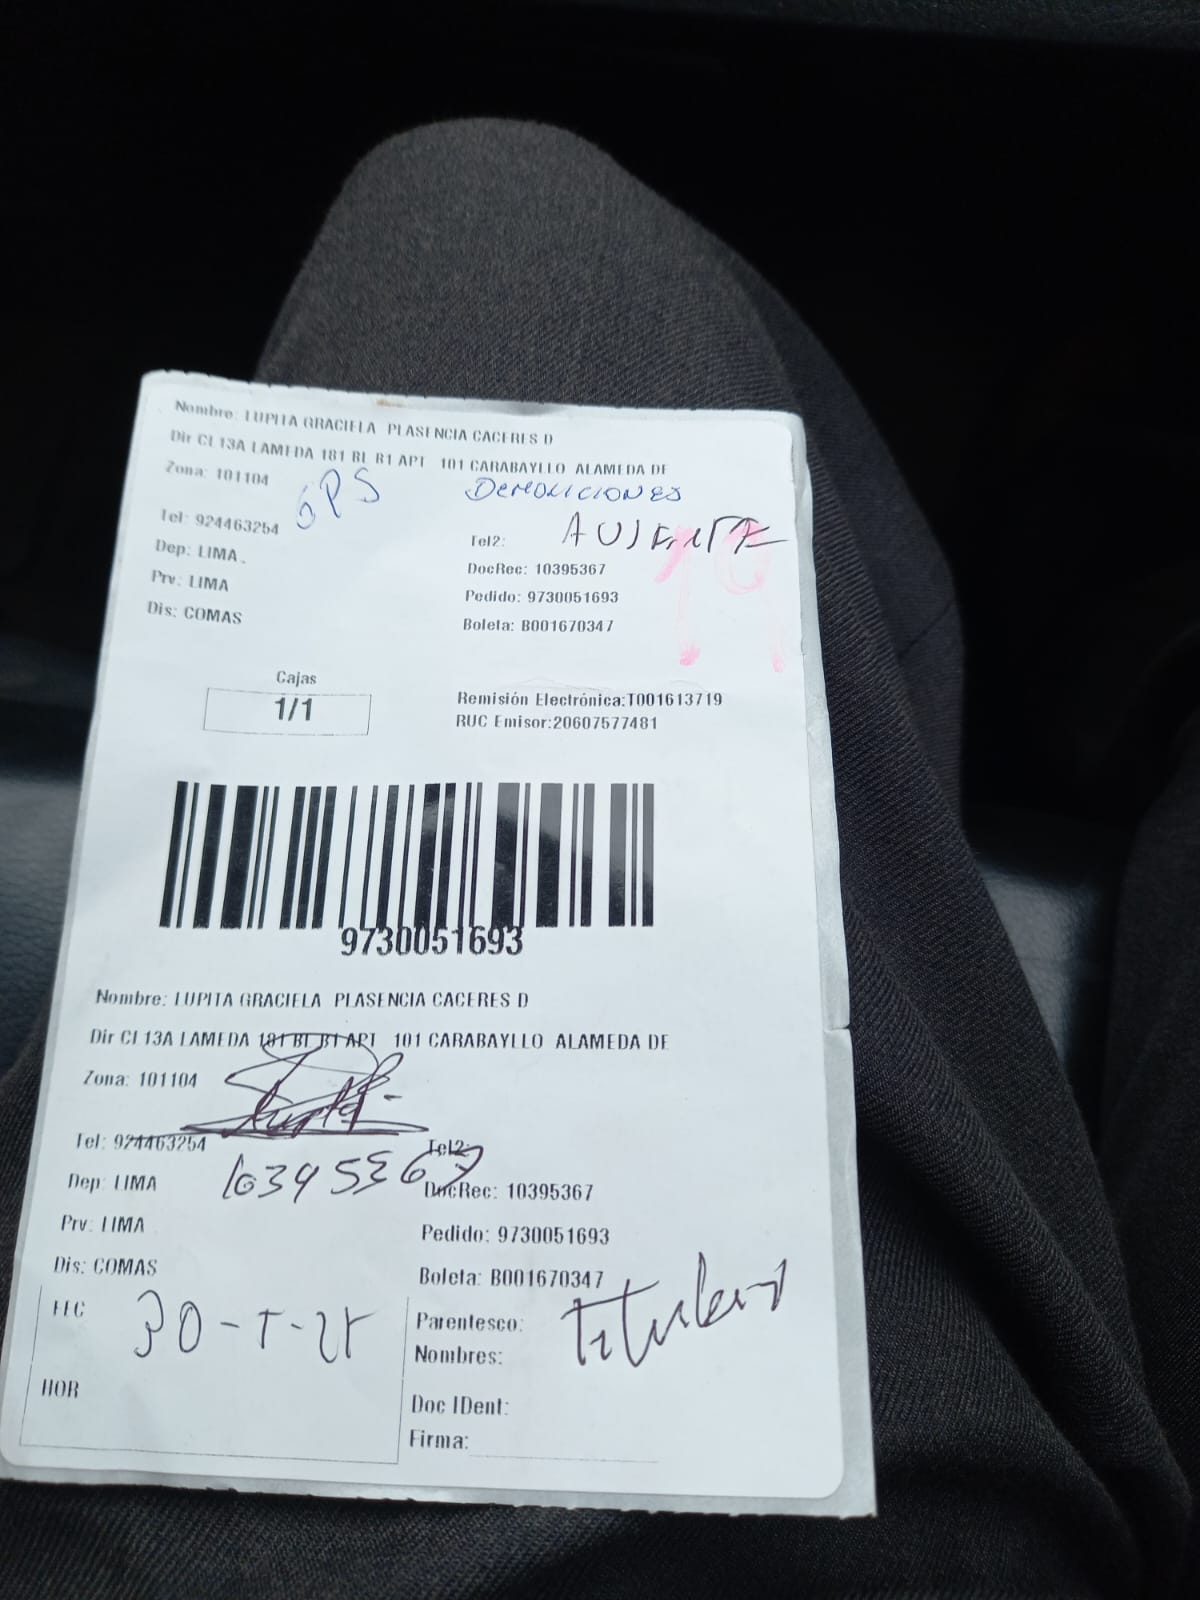 Nombre: LUPITA GRACIELA PLASENCIA CACERES D
Dir Cl 13A LAMEDA 181 BL B1 APT 101 CARABAYLLO ALAMEDA DE
Zona: 101104
GPS DEMOLICIONES
Tel: 924463254
Tel2: AUSENTE
Dep: LIMA
DocRec: 10395367
Prv: LIMA
Pedido: 9730051693
Dis: COMAS
Boleta: B001670347
19
Cajas
1/1
Remisión Electrónica:T001613719
RUC Emisor:20607577481
9730051693
Nombre: LUPITA GRACIELA PLASENCIA CACERES D
Dir Cl 13A LAMEDA 181 BL B1 APT 101 CARABAYLLO ALAMEDA DE
Zona: 101104
Tel: 924463254
Tel2:
10395367
Dep: LIMA
DocRec: 10395367
Prv: LIMA
Pedido: 9730051693
Dis: COMAS
Boleta: B001670347
FEC
Parentesco:
Nombres:
HOR
Doc IDent:
Firma: